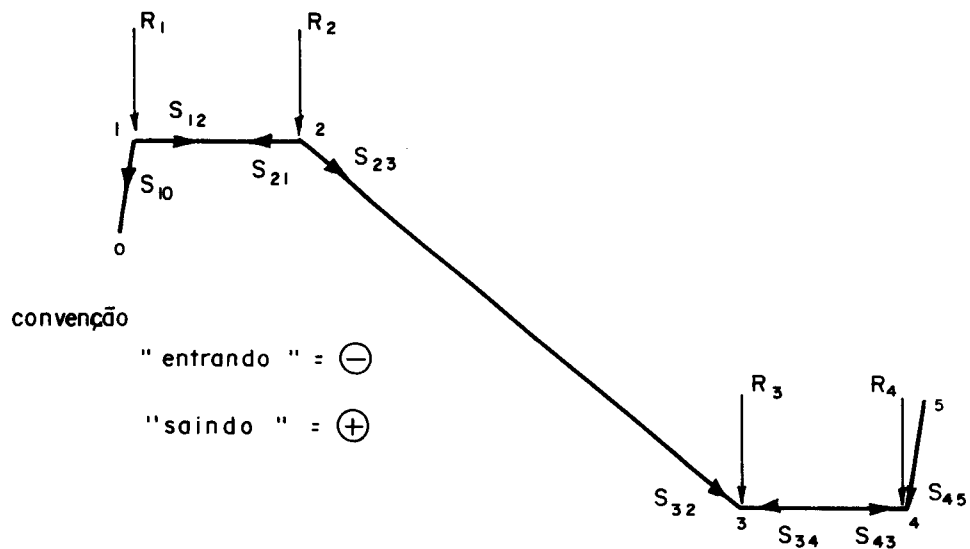 R1 R2
S12
1 2
S21 S23
S10
0
convenção
"entrando" = ⊖
"saindo" = ⊕
R3 R4 5
S32 S45
3 4
S34 S43